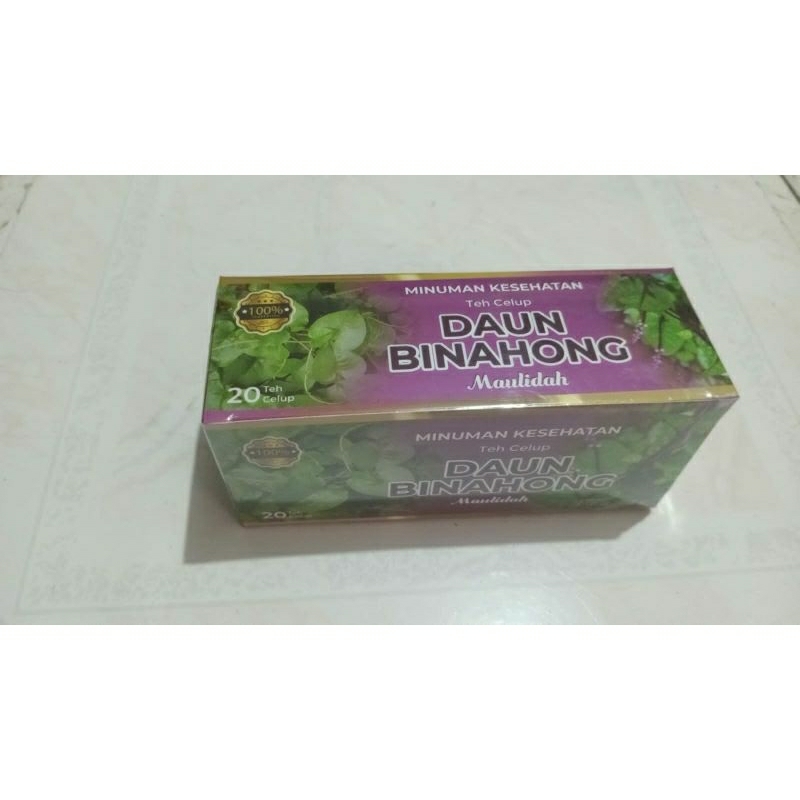 MINUMAN KESEHATAN
Teh Celup
DAUN
BINAHONG
Maulidah
100%
20 Teh
Celup
MINUMAN KESEHATAN
Teh Celup
DAUN
BINAHONG
Maulidah
100%
20